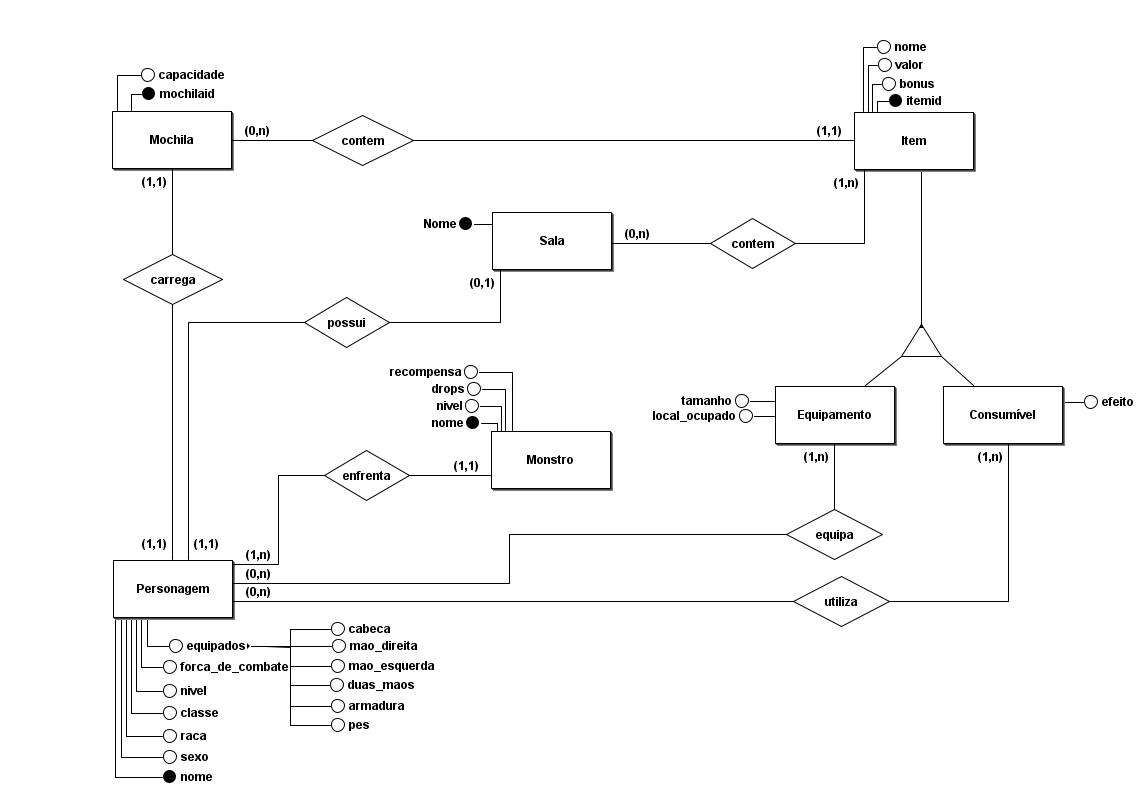 nome
valor
bonus
itemid
capacidade
mochilaid
Mochila
(0,n)
contem
(1,1)
Item
(1,1)
(1,n)
Nome
Sala
(0,n)
contem
(0,1)
carrega
possui
recompensa
drops
nivel
nome
Monstro
(1,1)
enfrenta
tamanho
local_ocupado
Equipamento
Consumível
efeito
(1,n)
(1,n)
equipa
utiliza
(1,1)
(1,1)
(1,n)
(0,n)
(0,n)
Personagem
equipados
forca_de_combate
nivel
classe
raca
sexo
nome
cabeca
mao_direita
mao_esquerda
duas_maos
armadura
pes